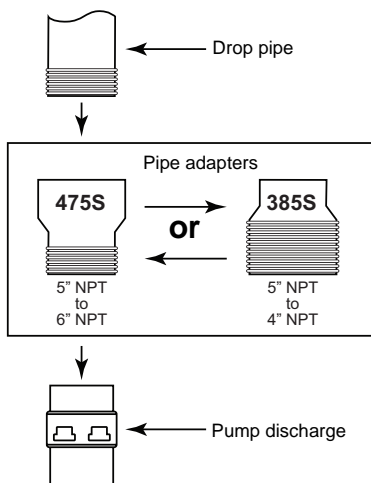 Drop pipe
Pipe adapters
475S
or
385S
5” NPT
to
6” NPT
5” NPT
to
4” NPT
Pump discharge